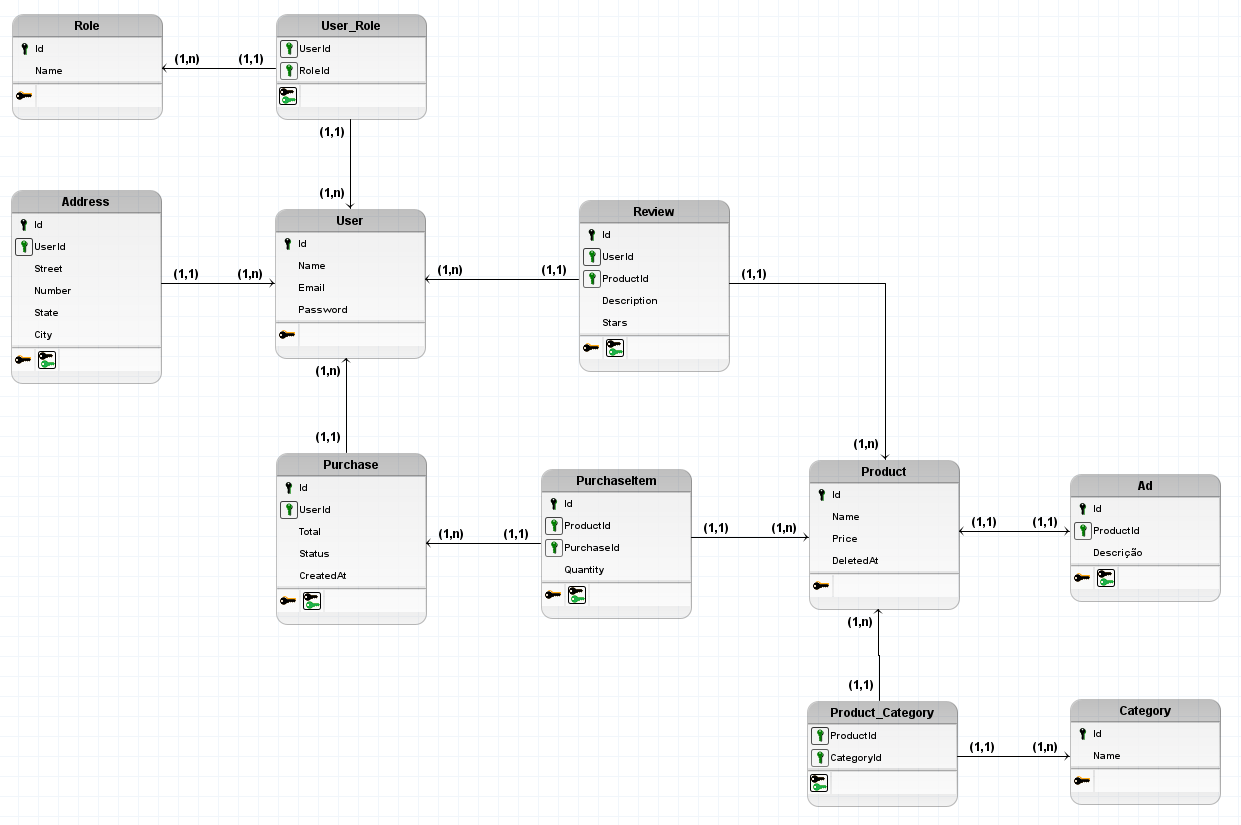 Role
Id
Name
(1,n)
(1,1)
User_Role
UserId
RoleId
(1,1)
(1,n)
Address
Id
UserId
Street
Number
State
City
(1,1)
(1,n)
User
Id
Name
Email
Password
(1,n)
(1,1)
Review
Id
UserId
ProductId
Description
Stars
(1,1)
(1,n)
(1,n)
(1,1)
Purchase
Id
UserId
Total
Status
CreatedAt
(1,n)
(1,1)
PurchaseItem
Id
ProductId
PurchaseId
Quantity
(1,1)
(1,n)
Product
Id
Name
Price
DeletedAt
(1,1)
(1,1)
Ad
Id
ProductId
Descrição
(1,n)
(1,1)
Product_Category
ProductId
CategoryId
(1,1)
(1,n)
Category
Id
Name